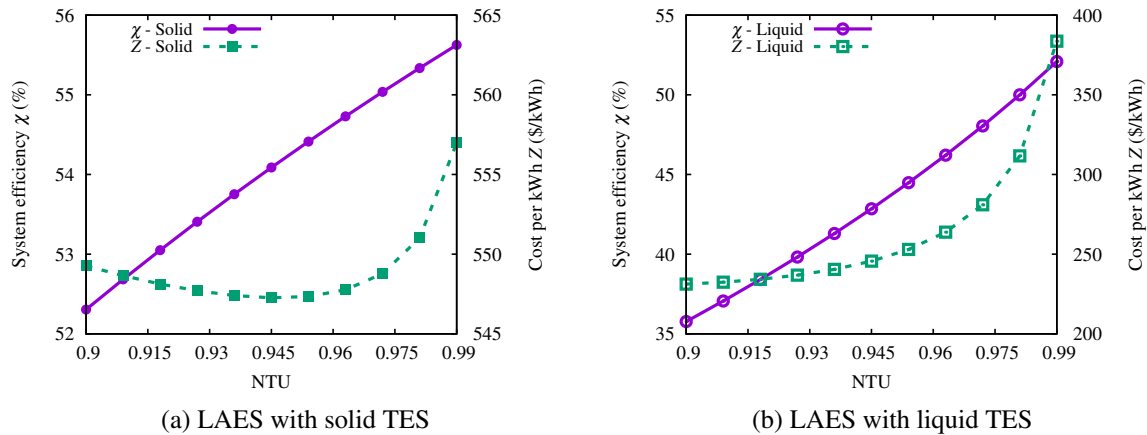 χ - Solid
Z - Solid
System efficiency χ (%)
56
55
54
53
52
Cost per kWh Z ($/kWh)
565
560
555
550
545
0.9 0.915 0.93 0.945 0.96 0.975 0.99
NTU
(a) LAES with solid TES
χ - Liquid
Z - Liquid
System efficiency χ (%)
55
50
45
40
35
Cost per kWh Z ($/kWh)
400
350
300
250
200
0.9 0.915 0.93 0.945 0.96 0.975 0.99
NTU
(b) LAES with liquid TES